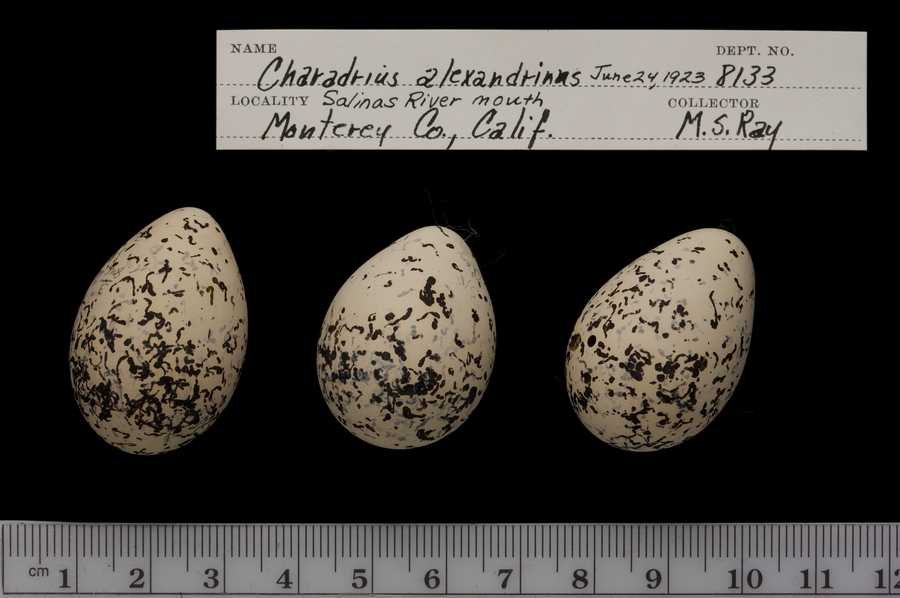 NAME DEPT. NO.
Charadrius alexandrinus June 24, 1923 8133
LOCALITY Salinas River mouth COLLECTOR
Monterey Co., Calif. M.S. Ray
cm 1 2 3 4 5 6 7 8 9 10 11 12